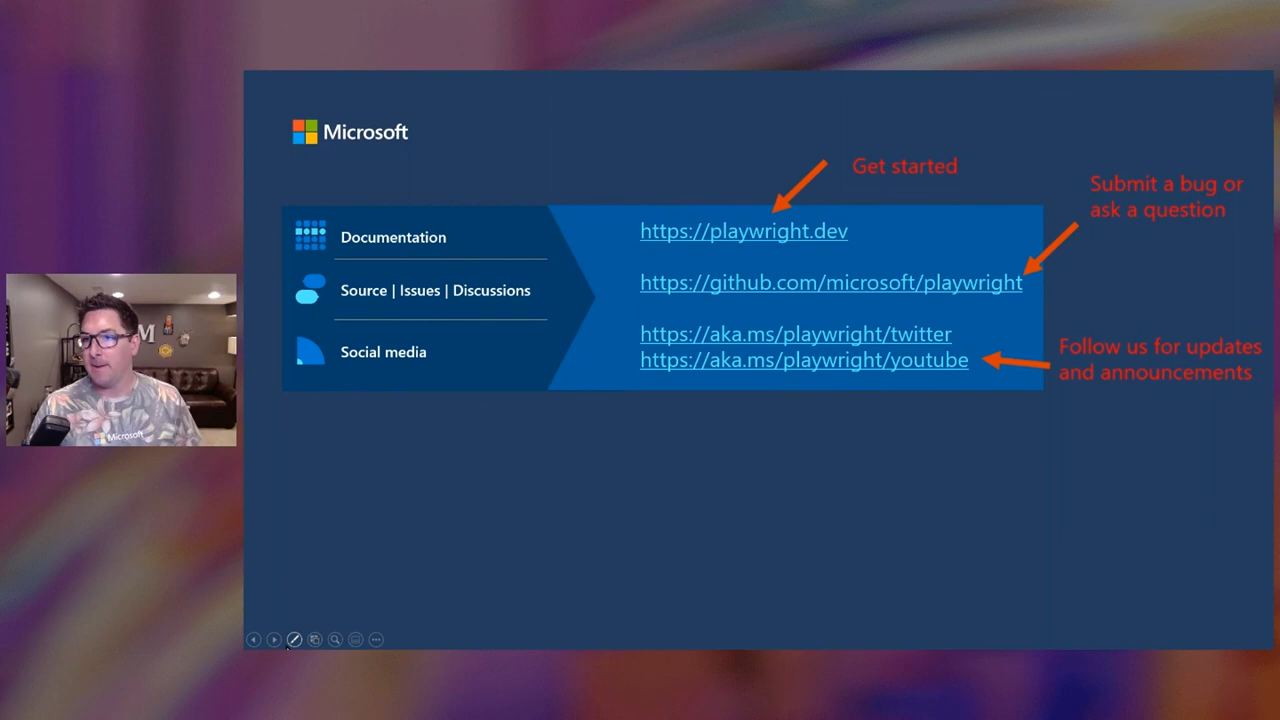 Microsoft
Get started
Submit a bug or
ask a question
Documentation
https://playwright.dev
Source | Issues | Discussions
https://github.com/microsoft/playwright
Social media
https://aka.ms/playwright/twitter
https://aka.ms/playwright/youtube
Follow us for updates
and announcements
M
Microsoft